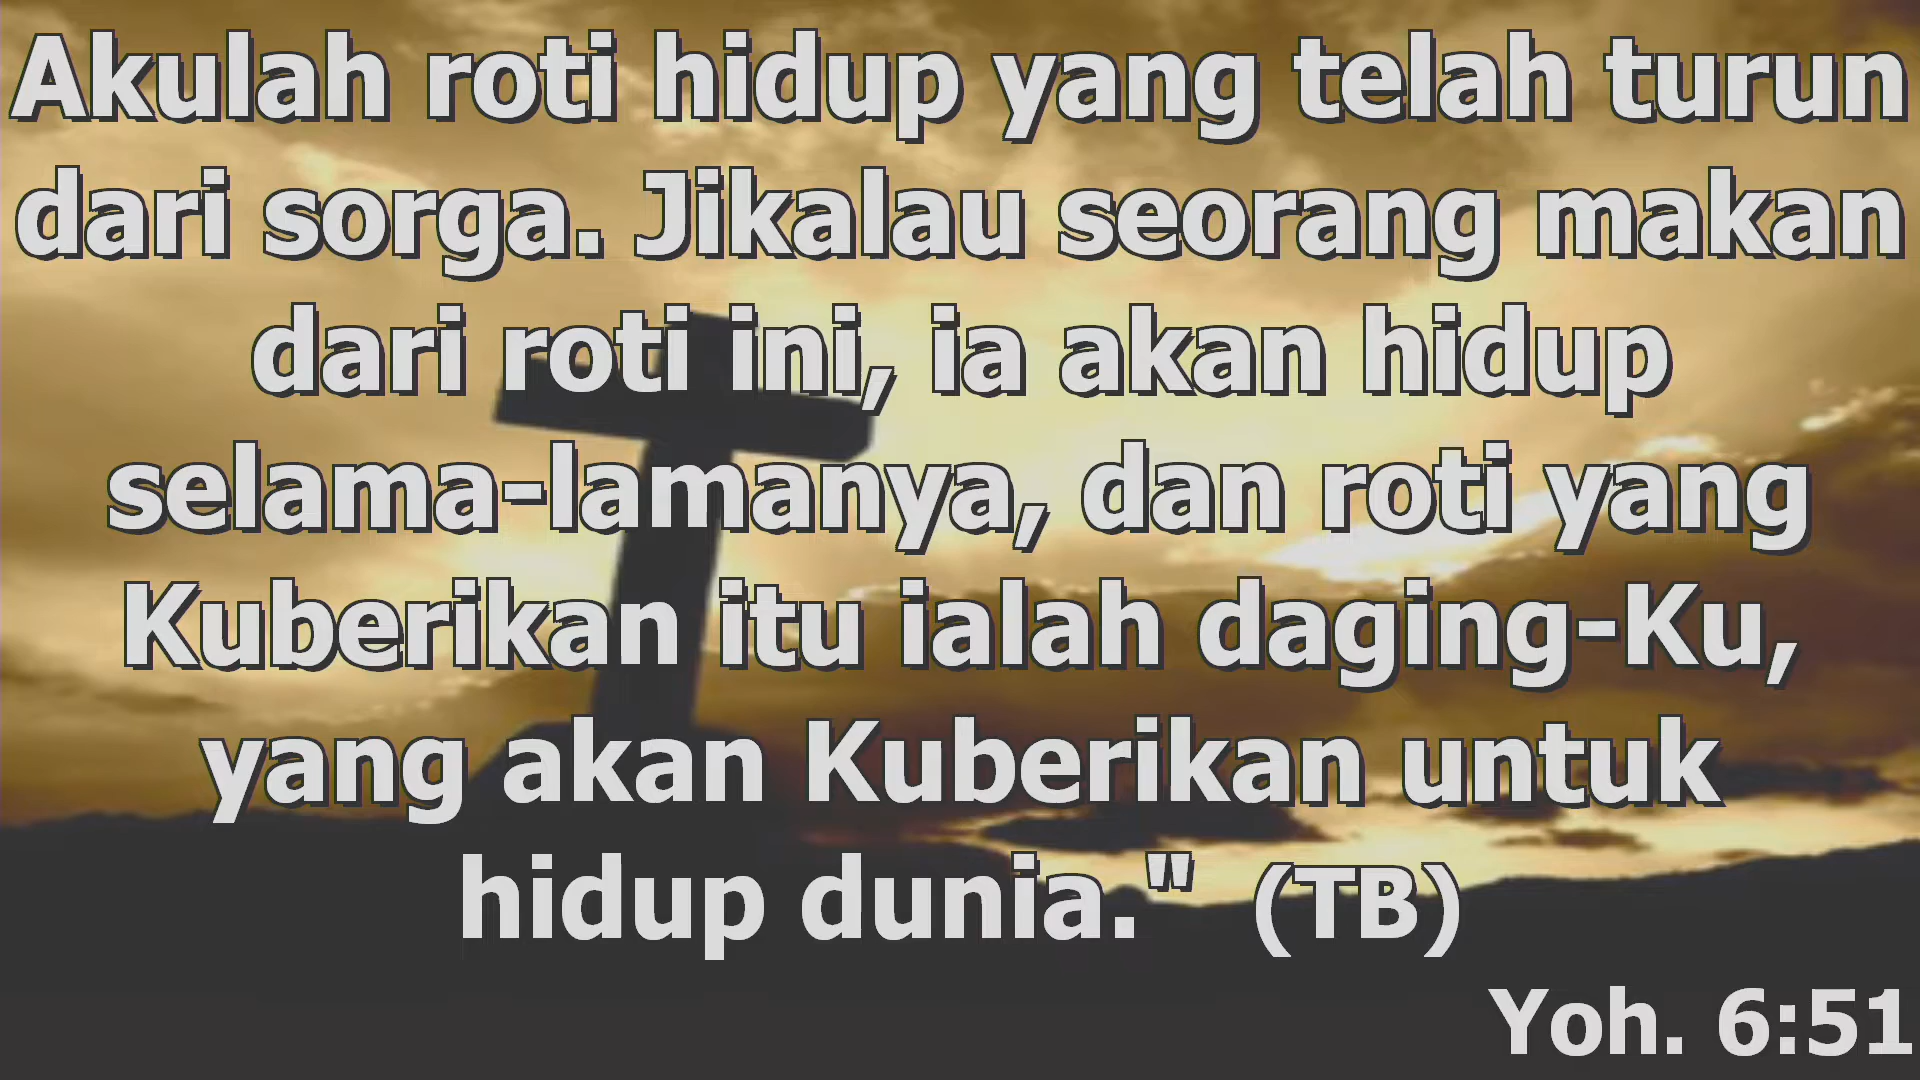 Akulah roti hidup yang telah turun
dari sorga. Jikalau seorang makan
dari roti ini, ia akan hidup
selama-lamanya, dan roti yang
Kuberikan itu ialah daging-Ku,
yang akan Kuberikan untuk
hidup dunia." (TB)
Yoh. 6:51